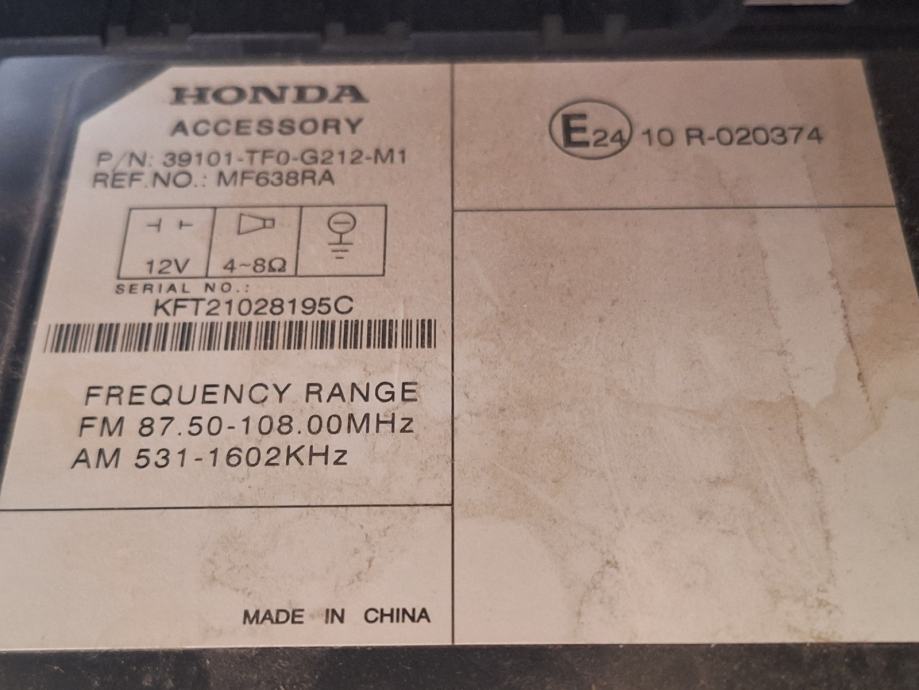 HONDA
ACCESSORY
P/N: 39101-TF0-G212-M1
REF.NO.: MF638RA
12V 4~8Ω
SERIAL NO.:
KFT21028195C
FREQUENCY RANGE
FM 87.50-108.00MHz
AM 531-1602KHz
MADE IN CHINA
E24 10 R-020374